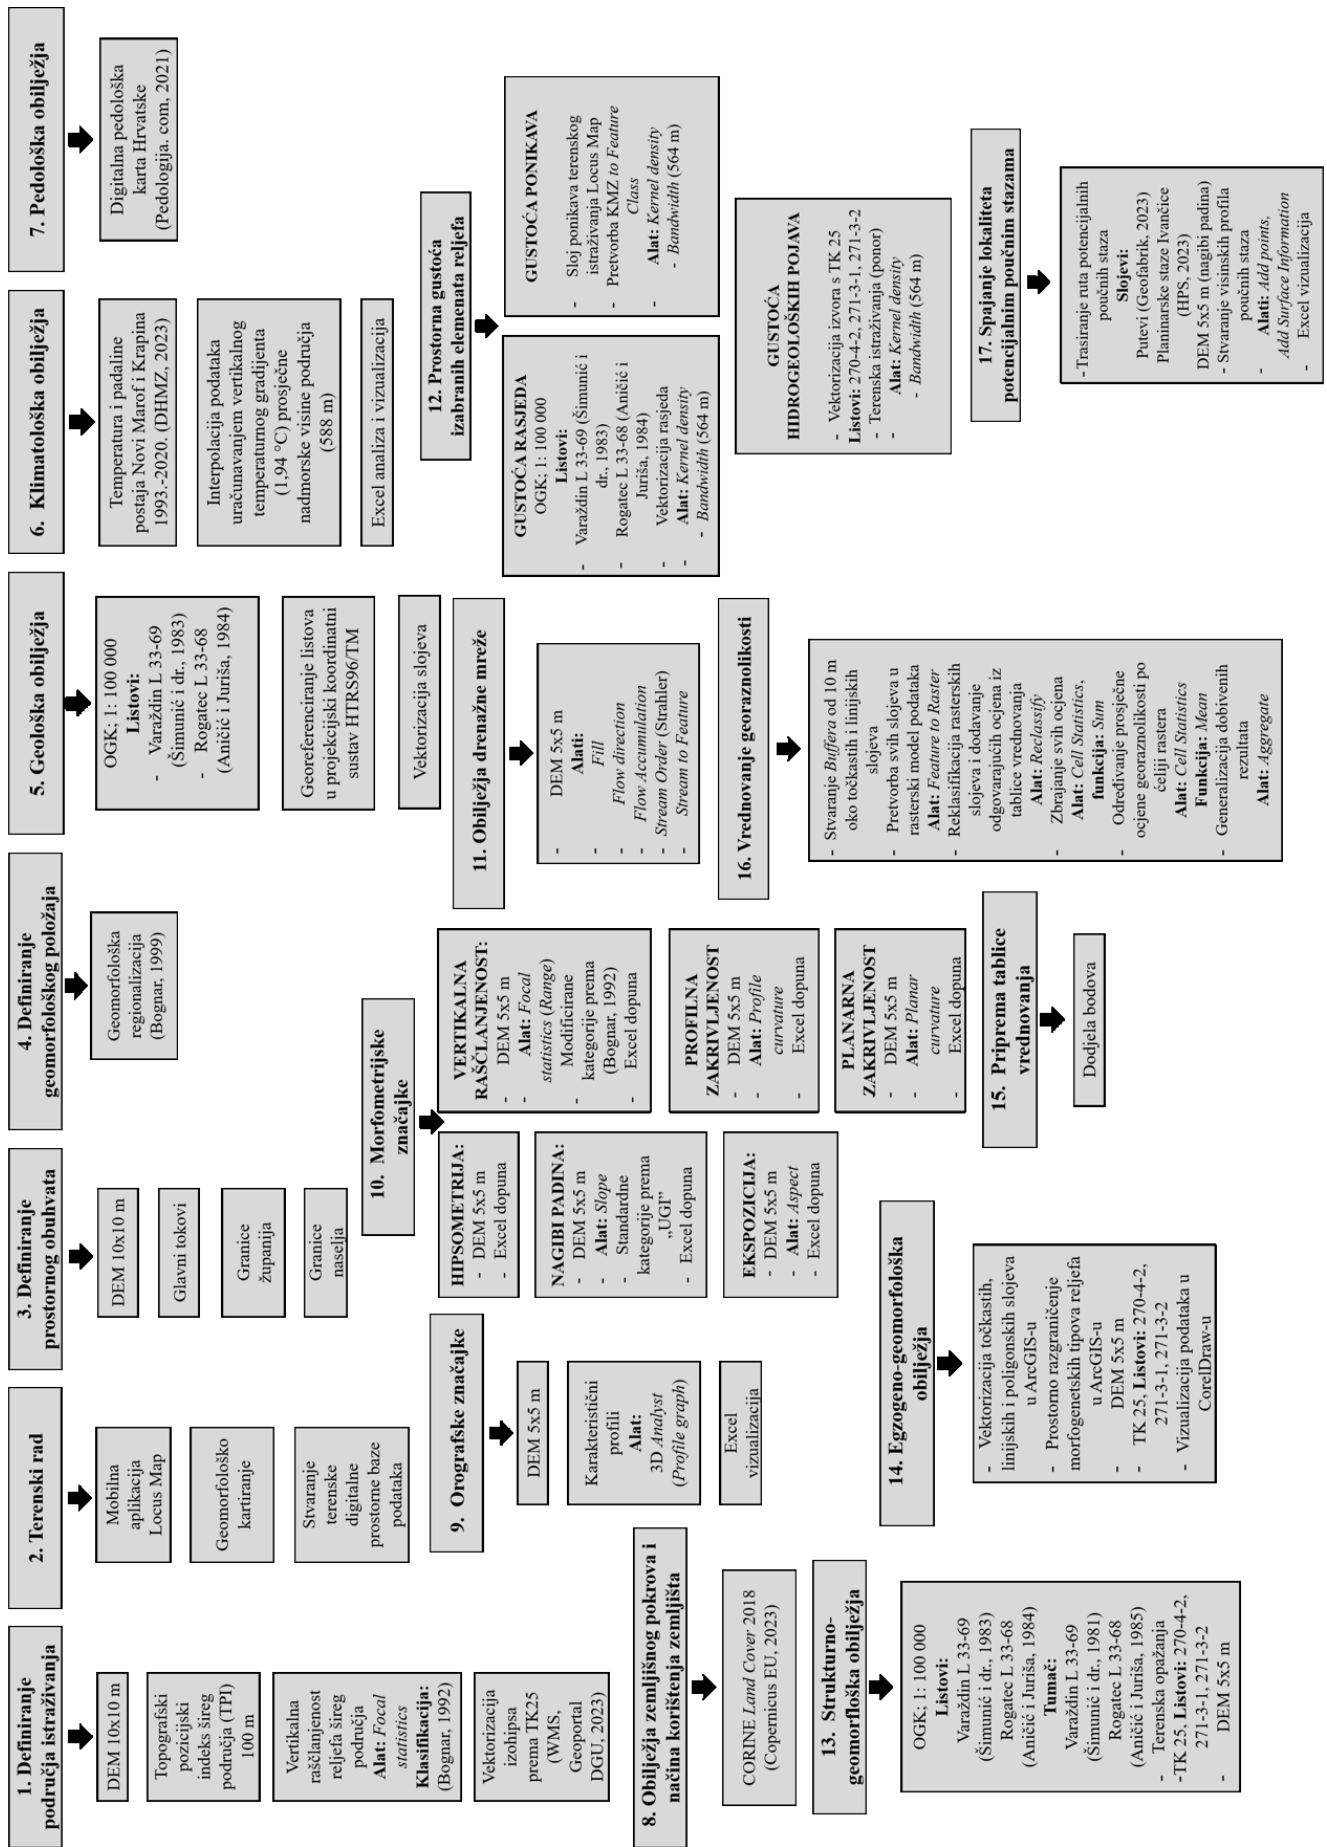 1. Definiranje
područja istraživanja
DEM 10x10 m
Topografski
pozicijski
indeks šireg
područja (TPI)
100 m
Vertikalna
raščlanjenost
reljefa šireg
područja
Alat: Focal
statistics
Klasifikacija:
(Bognar, 1992)
Vektorizacija
izohipsa
prema TK25
(WMS,
Geoportal
DGU, 2023)
2. Terenski rad
Mobilna
aplikacija
Locus Map
Geomorfološko
kartiranje
Stvaranje
terenske
digitalne
prostorne baze
podataka
3. Definiranje
prostornog obuhvata
DEM 10x10 m
Glavni tokovi
Granice
županija
Granice
naselja
4. Definiranje
geomorfološkog položaja
Geomorfološka
regionalizacija
(Bognar, 1999)
5. Geološka obilježja
OGK; 1: 100 000
Listovi:
- Varaždin L 33-69
(Šimunić i dr., 1983)
- Rogatec L 33-68
(Aničić i Juriša, 1984)
Georeferenciranje listova
u projekcijski koordinatni
sustav HTRS96/TM
Vektorizacija slojeva
6. Klimatološka obilježja
Temperatura i padaline
postaja Novi Marof i Krapina
1993.-2020. (DHMZ, 2023)
Interpolacija podataka
uračunavanjem vertikalnog
temperaturnog gradijenta
(1,94 °C) prosječne
nadmorske visine područja
(588 m)
Excel analiza i vizualizacija
7. Pedološka obilježja
Digitalna pedološka
karta Hrvatske
(Pedologija. com, 2021)
8. Obilježja zemljišnog pokrova i
načina korištenja zemljišta
CORINE Land Cover 2018
(Copernicus EU, 2023)
9. Orografske značajke
DEM 5x5 m
Karakteristični
profili
Alat:
3D Analyst
(Profile graph)
Excel
vizualizacija
10. Morfometrijske
značajke
HIPSOMETRIJA:
- DEM 5x5 m
- Excel dopuna
NAGIBI PADINA:
- DEM 5x5 m
- Alat: Slope
- Standardne
kategorije prema
„UGI”
- Excel dopuna
EKSPOZICIJA:
- DEM 5x5 m
- Alat: Aspect
- Excel dopuna
VERTIKALNA
RAŠČLANJENOST:
- DEM 5x5 m
- Alat: Focal
statistics (Range)
- Modificirane
kategorije prema
(Bognar, 1992)
- Excel dopuna
PROFILNA
ZAKRIVLJENOST
- DEM 5x5 m
- Alat: Profile
curvature
- Excel dopuna
PLANARNA
ZAKRIVLJENOST
- DEM 5x5 m
- Alat: Planar
curvature
- Excel dopuna
11. Obilježja drenažne mreže
- DEM 5x5 m
Alati:
- Fill
- Flow direction
- Flow Accumulation
- Stream Order (Strahler)
- Stream to Feature
12. Prostorna gustoća
izabranih elemenata reljefa
GUSTOĆA RASJEDA
OGK; 1: 100 000
Listovi:
- Varaždin L 33-69 (Šimunić i
dr., 1983)
- Rogatec L 33-68 (Aničić i
Juriša, 1984)
- Vektorizacija rasjeda
- Alat: Kernel density
- Bandwidth (564 m)
GUSTOĆA PONIKAVA
- Sloj ponikava terenskog
istraživanja Locus Map
- Pretvorba KMZ to Feature
Class
- Alat: Kernel density
- Bandwidth (564 m)
GUSTOĆA
HIDROGEOLOŠKIH POJAVA
- Vektorizacija izvora s TK 25
Listovi: 270-4-2, 271-3-1, 271-3-2
- Terenska istraživanja (ponor)
- Alat: Kernel density
- Bandwidth (564 m)
13. Strukturno-
geomorfloška obilježja
OGK; 1: 100 000
Listovi:
Varaždin L 33-69
(Šimunić i dr., 1983)
Rogatec L 33-68
(Aničić i Juriša, 1984)
Tumač:
Varaždin L 33-69
(Šimunić i dr., 1981)
Rogatec L 33-68
(Aničić i Juriša, 1985)
- Terenska opažanja
-TK 25, Listovi: 270-4-2,
271-3-1, 271-3-2
- DEM 5x5 m
14. Egzogeno-geomorfološka
obilježja
- Vektorizacija točkastih,
linijskih i poligonskih slojeva
u ArcGIS-u
- Prostorno razgraničenje
morfogenetskih tipova reljefa
u ArcGIS-u
- DEM 5x5 m
- TK 25, Listovi: 270-4-2,
271-3-1, 271-3-2
- Vizualizacija podataka u
CorelDraw-u
15. Priprema tablice
vrednovanja
Dodjela bodova
16. Vrednovanje georaznolikosti
- Stvaranje Buffera od 10 m
oko točkastih i linijskih
slojeva
- Pretvorba svih slojeva u
rasterski model podataka
Alat: Feature to Raster
- Reklasifikacija rasterskih
slojeva i dodavanje
odgovarajućih ocjena iz
tablice vrednovanja
Alat: Reclassify
- Zbrajanje svih ocjena
Alat: Cell Statistics,
funkcija: Sum
- Određivanje prosječne
ocjene georaznolikosti po
ćeliji rastera
Alat: Cell Statistics
Funkcija: Mean
- Generalizacija dobivenih
rezultata
Alat: Aggregate
17. Spajanje lokaliteta
potencijalnim poučnim stazama
- Trasiranje ruta potencijalnih
poučnih staza
Slojevi:
Putevi (Geofabrik, 2023)
Planinarske staze Ivančice
(HPS, 2023)
DEM 5x5 m (nagibi padina)
- Stvaranje visinskih profila
poučnih staza
- Alati: Add points,
Add Surface Information
- Excel vizualizacija